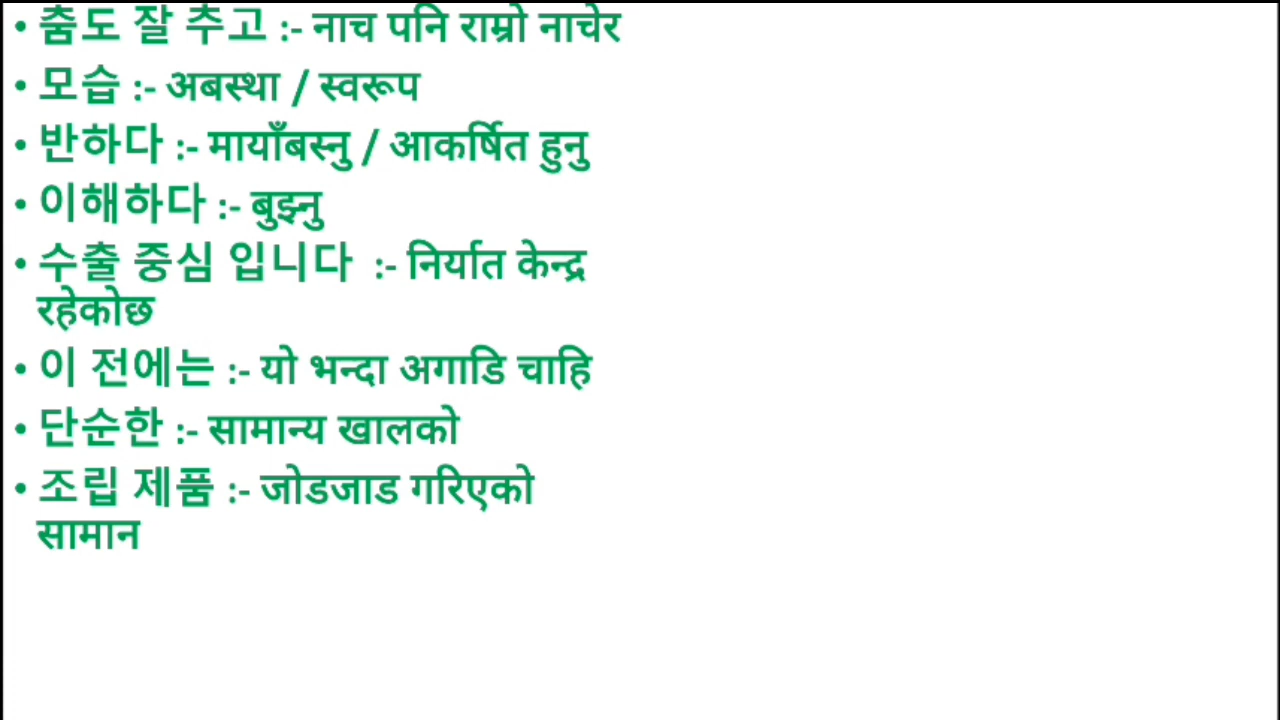 • 춤도 잘 추고 :- नाच पनि राम्रो नाचेर
• 모습 :- अबस्था / स्वरूप
• 반하다 :- मायाँबस्नु / आकर्षित हुनु
• 이해하다 :- बुझ्नु
• 수출 중심 입니다 :- निर्यात केन्द्र
रहेकोछ
• 이 전에는 :- यो भन्दा अगाडि चाहि
• 단순한 :- सामान्य खालको
• 조립 제품 :- जोडजाड गरिएको
सामान